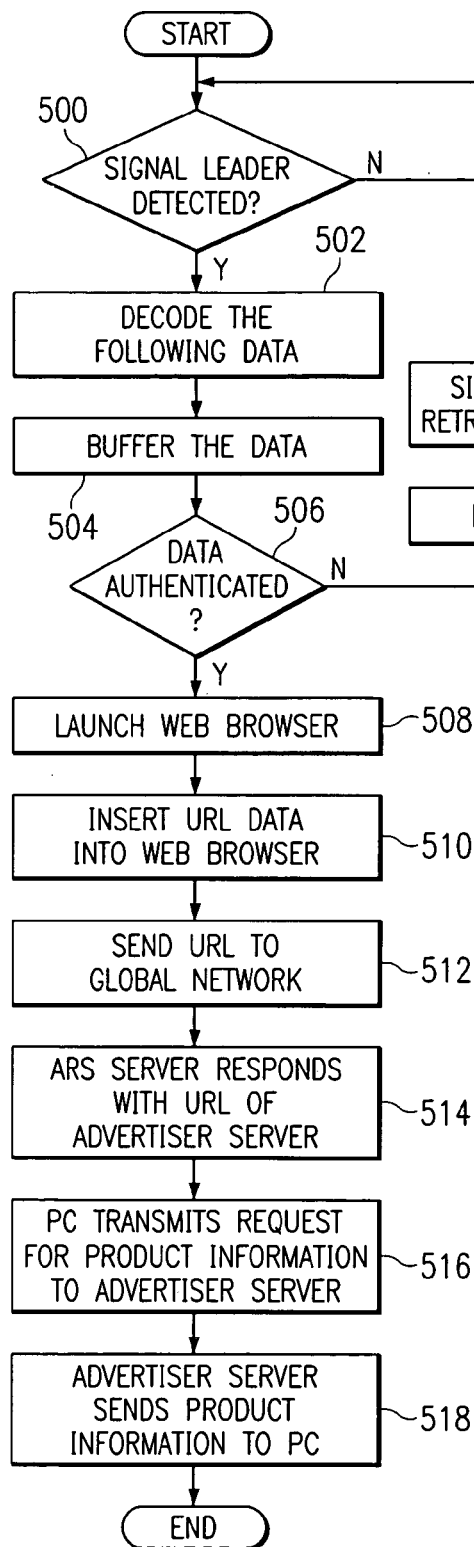 START
500
SIGNAL LEADER
DETECTED?
N
Y
502
DECODE THE
FOLLOWING DATA
BUFFER THE DATA
504
506
DATA
AUTHENTICATED
?
N
Y
LAUNCH WEB BROWSER
508
INSERT URL DATA
INTO WEB BROWSER
510
SEND URL TO
GLOBAL NETWORK
512
ARS SERVER RESPONDS
WITH URL OF
ADVERTISER SERVER
514
PC TRANSMITS REQUEST
FOR PRODUCT INFORMATION
TO ADVERTISER SERVER
516
ADVERTISER SERVER
SENDS PRODUCT
INFORMATION TO PC
518
END